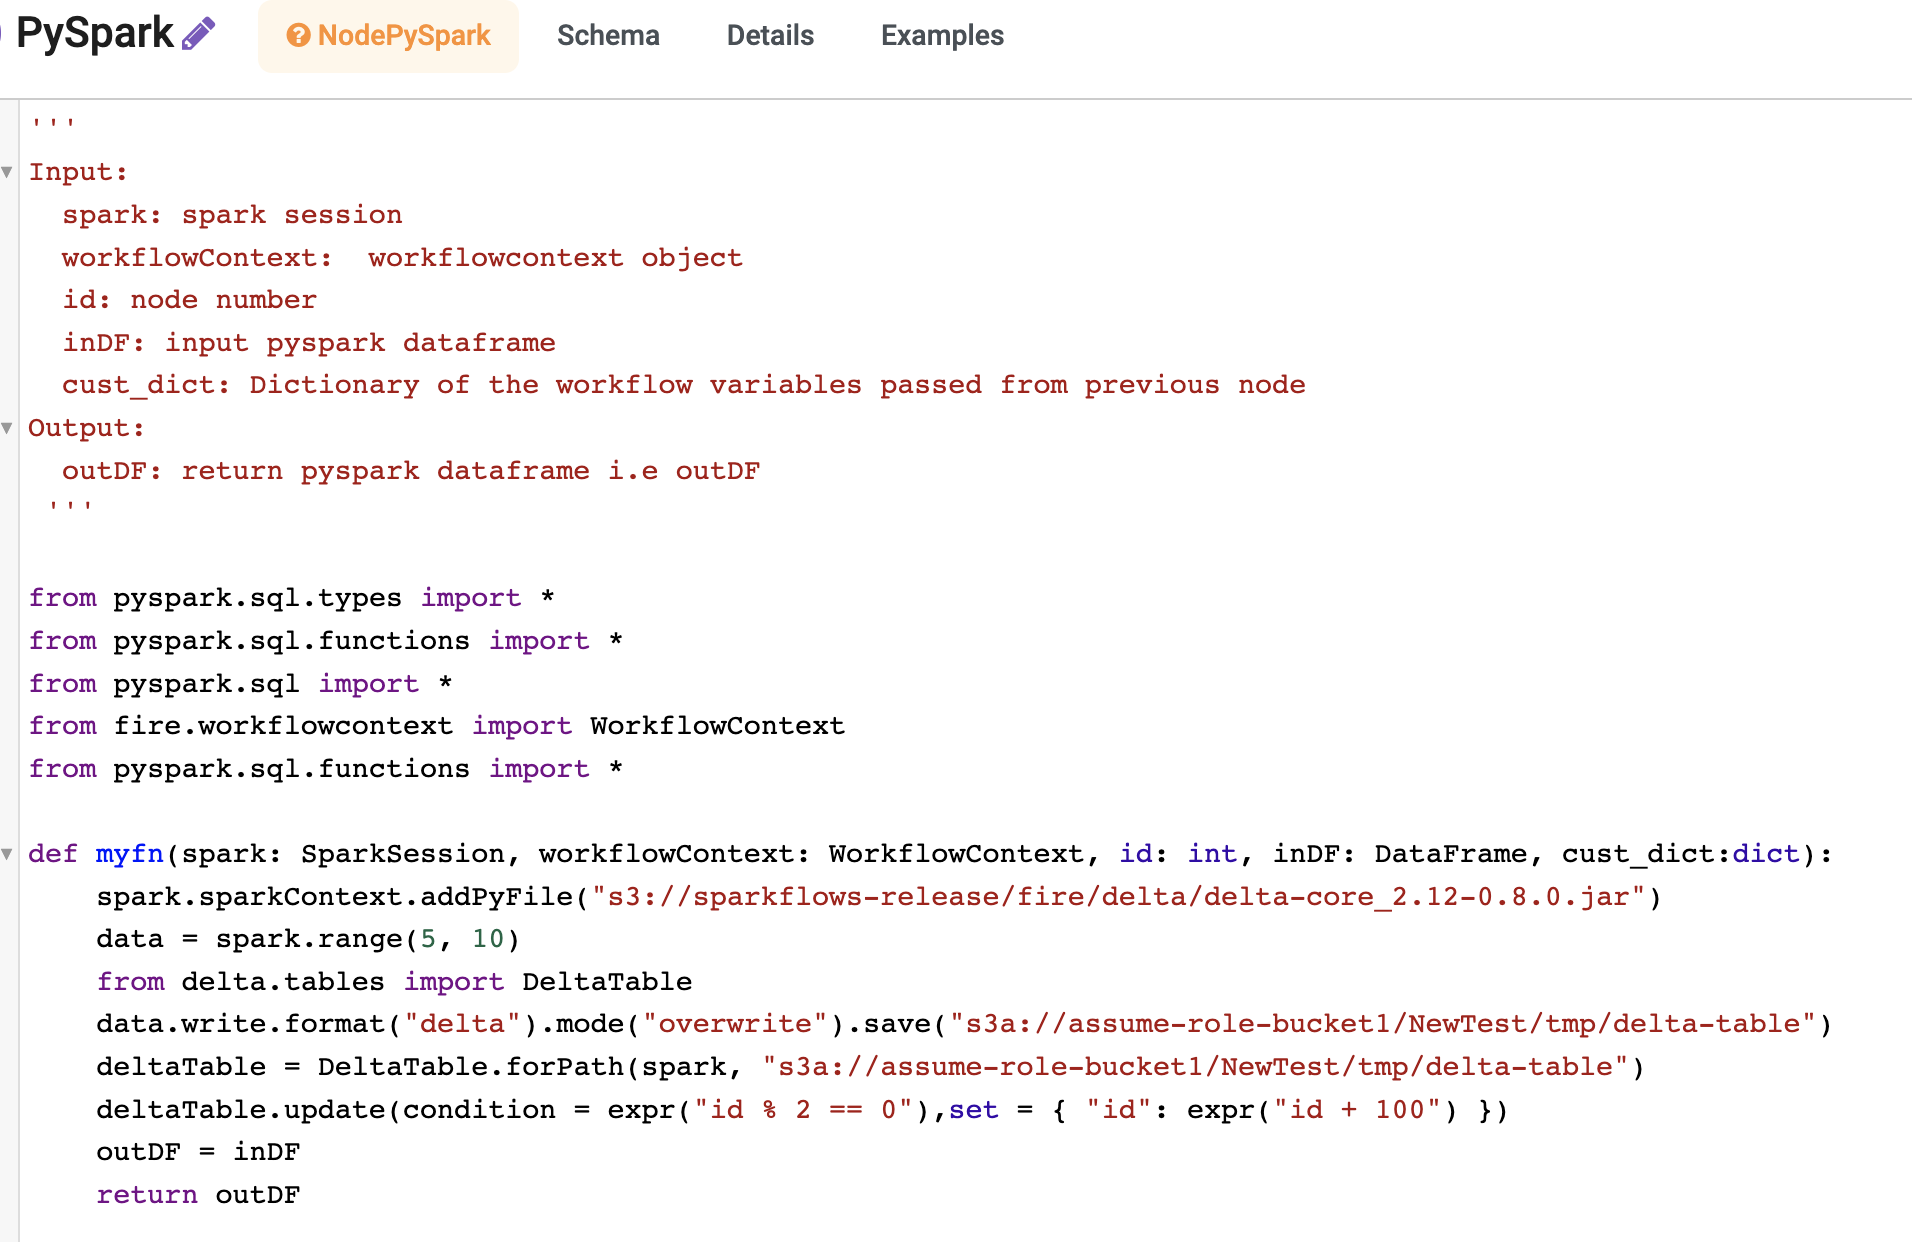 PySpark NodePySpark Schema Details Examples
'''
Input:
  spark: spark session
  workflowContext:  workflowcontext object
  id: node number
  inDF: input pyspark dataframe
  cust_dict: Dictionary of the workflow variables passed from previous node
Output:
  outDF: return pyspark dataframe i.e outDF
 '''
from pyspark.sql.types import *
from pyspark.sql.functions import *
from pyspark.sql import *
from fire.workflowcontext import WorkflowContext
from pyspark.sql.functions import *
def myfn(spark: SparkSession, workflowContext: WorkflowContext, id: int, inDF: DataFrame, cust_dict:dict):
    spark.sparkContext.addPyFile("s3://sparkflows-release/fire/delta/delta-core_2.12-0.8.0.jar")
    data = spark.range(5, 10)
    from delta.tables import DeltaTable
    data.write.format("delta").mode("overwrite").save("s3a://assume-role-bucket1/NewTest/tmp/delta-table")
    deltaTable = DeltaTable.forPath(spark, "s3a://assume-role-bucket1/NewTest/tmp/delta-table")
    deltaTable.update(condition = expr("id % 2 == 0"),set = { "id": expr("id + 100") })
    outDF = inDF
    return outDF